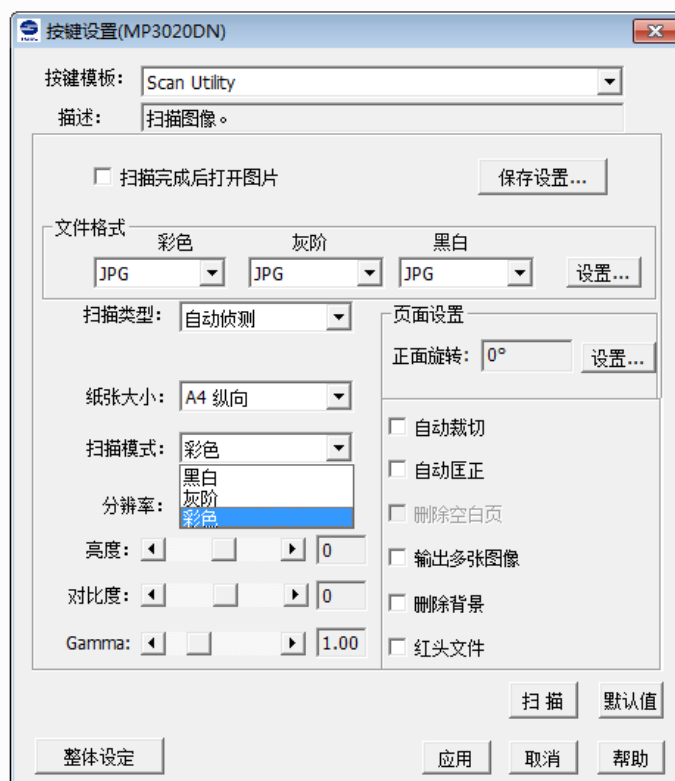 按键设置(MP3020DN)
按键模板: Scan Utility
描述: 扫描图像。
扫描完成后打开图片 保存设置...
文件格式
彩色 灰阶 黑白
JPG JPG JPG 设置...
扫描类型: 自动侦测 页面设置
正面旋转: 0° 设置...
纸张大小: A4 纵向
自动裁切
扫描模式: 彩色
黑白 自动匡正
灰阶
分辨率: 彩色 删除空白页
亮度: 0 输出多张图像
对比度: 0 删除背景
Gamma: 1.00 红头文件
扫 描 默认值
整体设定 应用 取消 帮助